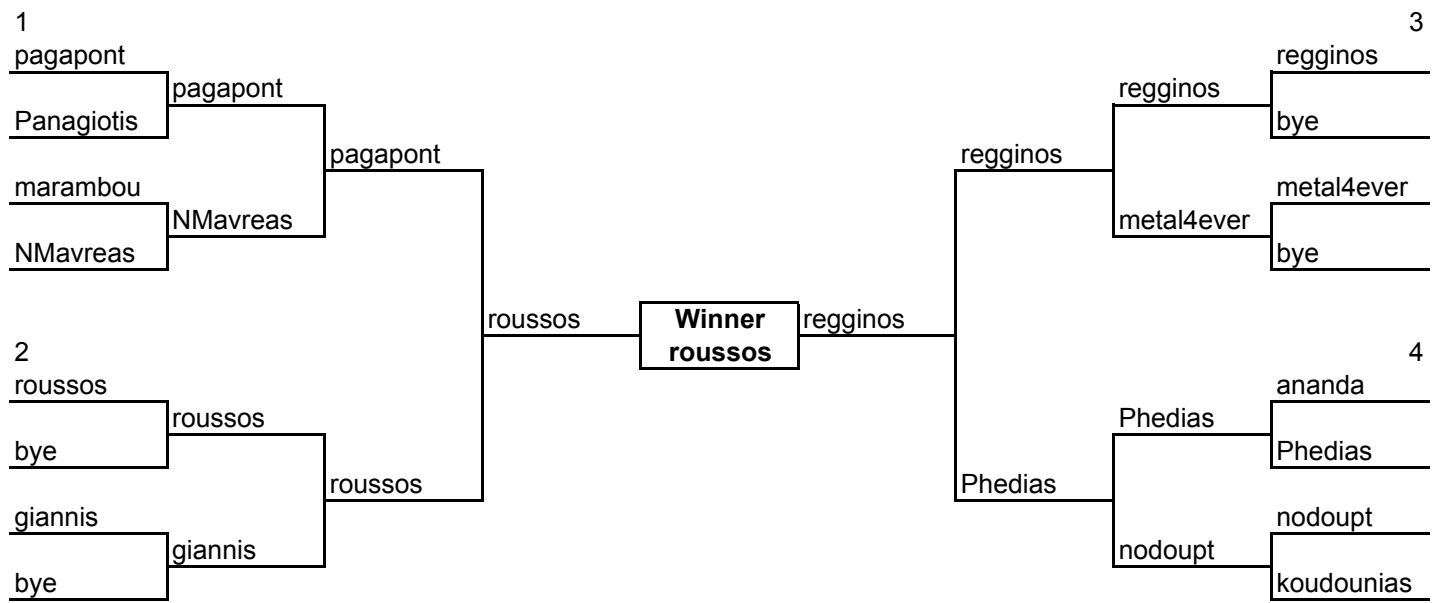 1
pagapont
Panagiotis
marambou
NMavreas
pagapont
NMavreas
pagapont
2
roussos
bye
giannis
bye
roussos
giannis
roussos
roussos
Winner
roussos
regginos
regginos
Phedias
regginos
metal4ever
3
regginos
bye
metal4ever
bye
Phedias
nodoupt
4
ananda
Phedias
nodoupt
koudounias